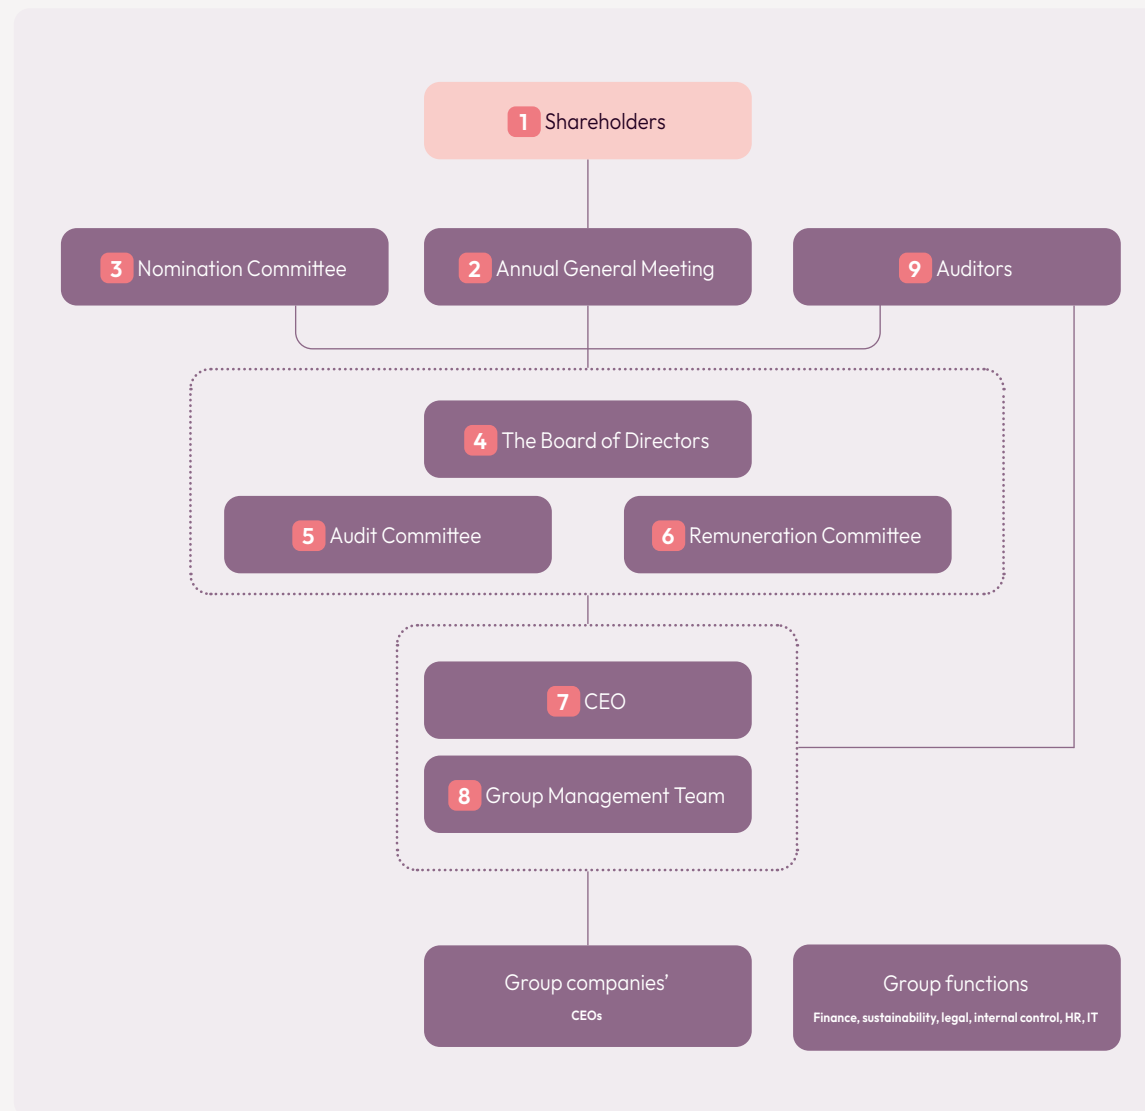 1 Shareholders
3 Nomination Committee
2 Annual General Meeting
9 Auditors
4 The Board of Directors
5 Audit Committee
6 Remuneration Committee
7 CEO
8 Group Management Team
Group companies’
CEOs
Group functions
Finance, sustainability, legal, internal control, HR, IT